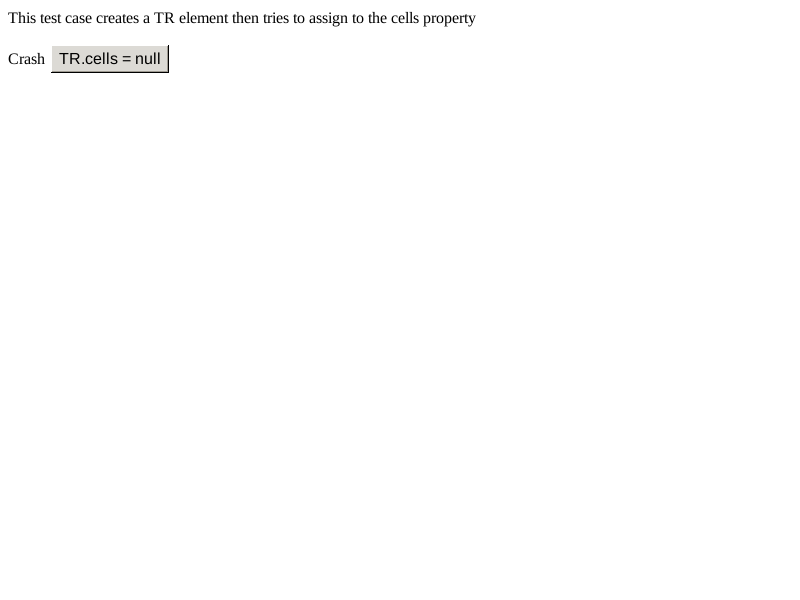 This test case creates a TR element then tries to assign to the cells property
Crash TR.cells = null